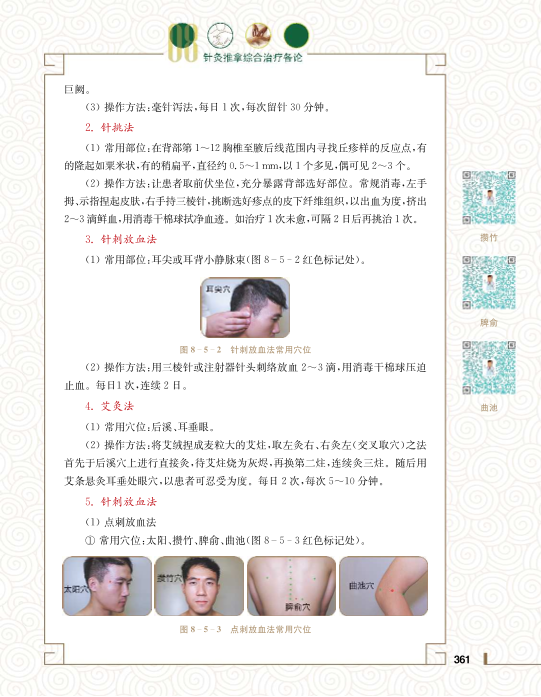 08
针灸推拿综合治疗各论
巨阙。
(3) 操作方法:毫针泻法,每日 1 次,每次留针 30 分钟。
2. 针挑法
(1) 常用部位:在背部第 1～12 胸椎至腋后线范围内寻找丘疹样的反应点,有
的隆起如粟米状,有的稍扁平,直径约 0.5～1 mm,以 1 个多见,偶可见 2～3 个。
(2) 操作方法:让患者取前伏坐位,充分暴露背部选好部位。常规消毒,左手
拇、示指捏起皮肤,右手持三棱针,挑断选好疹点的皮下纤维组织,以出血为度,挤出
2～3 滴鲜血,用消毒干棉球拭净血迹。如治疗 1 次未愈,可隔 2 日后再挑治 1 次。
3. 针刺放血法
(1) 常用部位:耳尖或耳背小静脉束(图 8-5-2 红色标记处)。
耳尖穴
图 8-5-2 针刺放血法常用穴位
(2) 操作方法:用三棱针或注射器针头刺络放血 2～3 滴,用消毒干棉球压迫
止血。每日1 次,连续 2 日。
4. 艾灸法
(1) 常用穴位:后溪、耳垂眼。
(2) 操作方法:将艾绒捏成麦粒大的艾炷,取左灸右、右灸左(交叉取穴)之法
首先于后溪穴上进行直接灸,待艾炷烧为灰烬,再换第二炷,连续灸三炷。随后用
艾条悬灸耳垂处眼穴,以患者可忍受为度。每日 2 次,每次 5～10 分钟。
5. 针刺放血法
(1) 点刺放血法
① 常用穴位:太阳、攒竹、脾俞、曲池(图 8-5-3 红色标记处)。
太阳穴
攒竹穴
脾俞穴
曲池穴
图 8-5-3 点刺放血法常用穴位
攒竹
脾俞
曲池
361